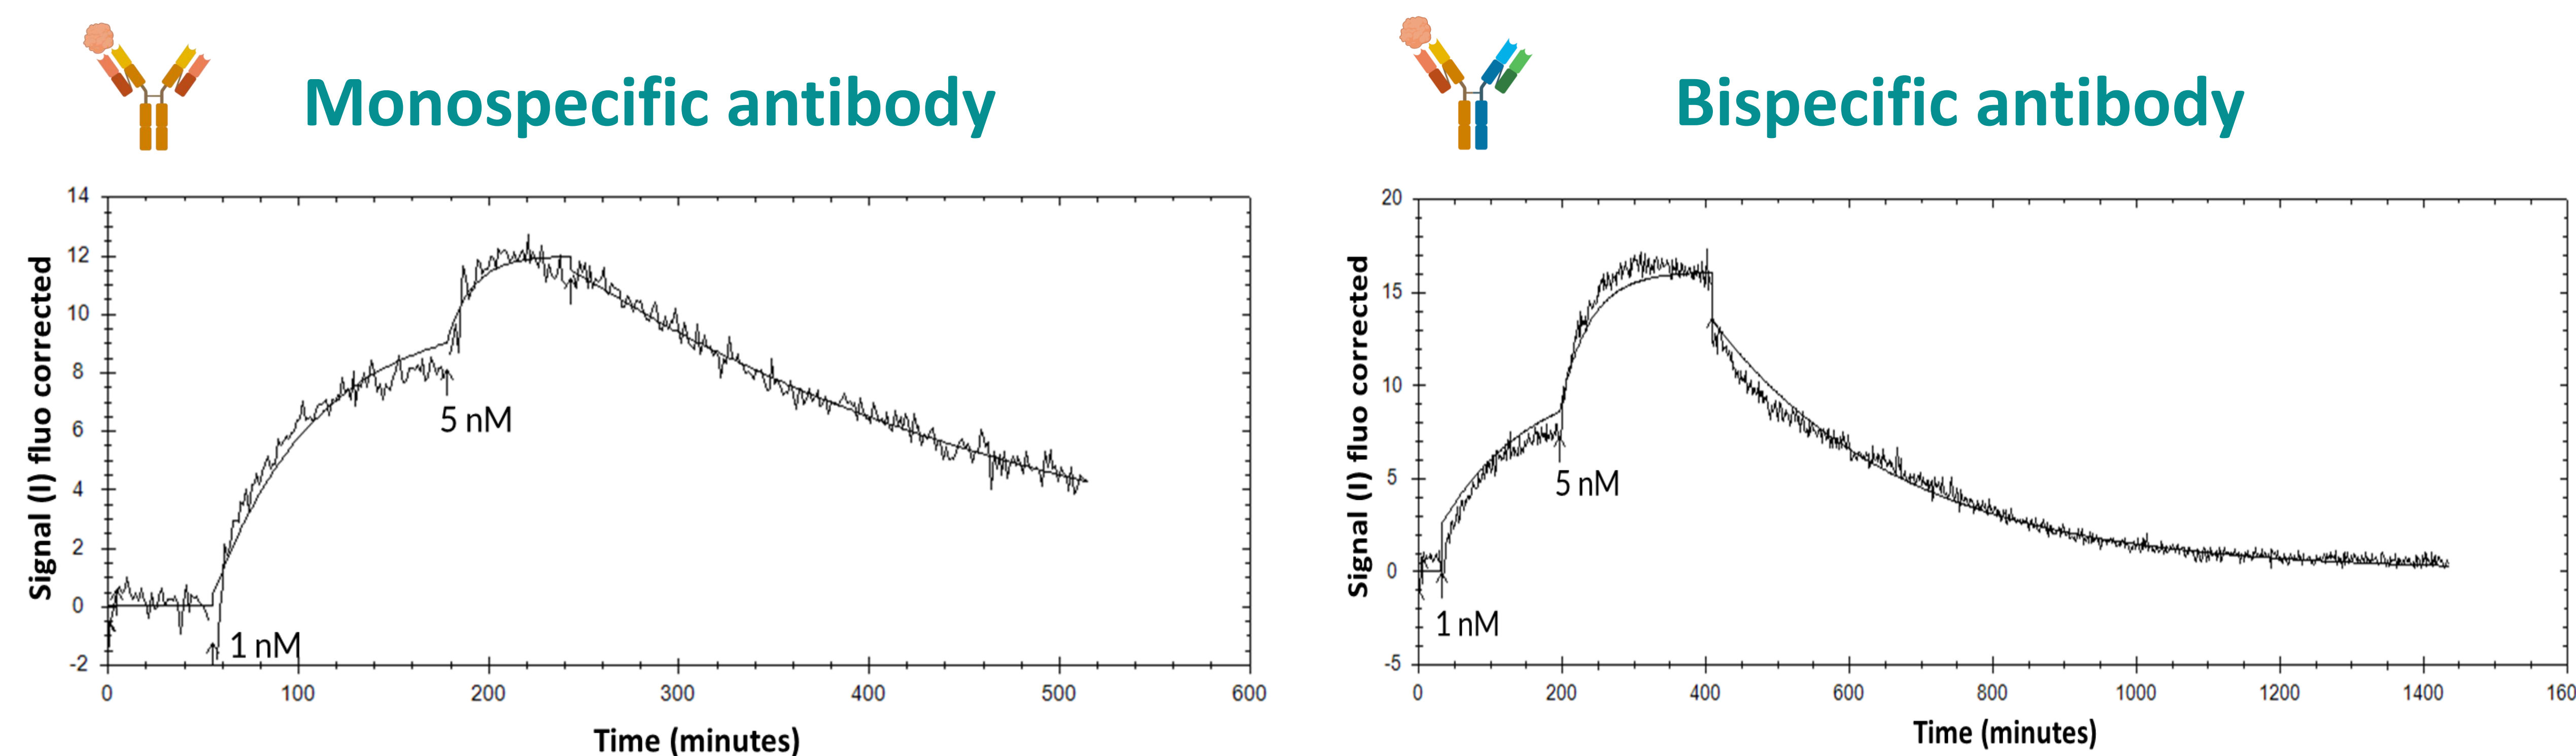 Monospecific antibody
Signal (I) fluo corrected
14
12
10
8
6
4
2
0
-2
5 nM
1 nM
0 100 200 300 400 500 600
Time (minutes)
Bispecific antibody
Signal (I) fluo corrected
20
15
10
5
0
-5
5 nM
1 nM
0 200 400 600 800 1000 1200 1400 160
Time (minutes)